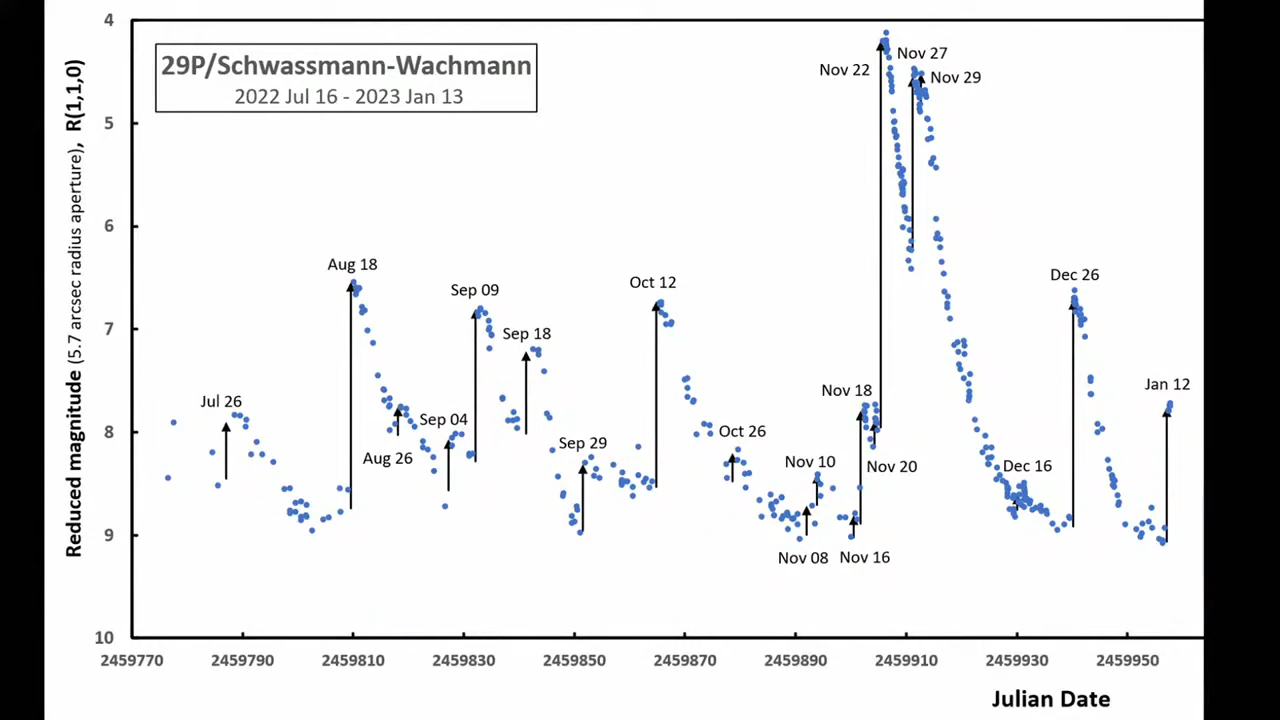 29P/Schwassmann-Wachmann
2022 Jul 16 - 2023 Jan 13
Reduced magnitude (5.7 arcsec radius aperture), R(1,1,0)
4
5
6
7
8
9
10
Jul 26
Aug 18
Aug 26
Sep 04
Sep 09
Sep 18
Sep 29
Oct 12
Oct 26
Nov 08
Nov 10
Nov 16
Nov 18
Nov 20
Nov 22
Nov 27
Nov 29
Dec 16
Dec 26
Jan 12
2459770 2459790 2459810 2459830 2459850 2459870 2459890 2459910 2459930 2459950
Julian Date